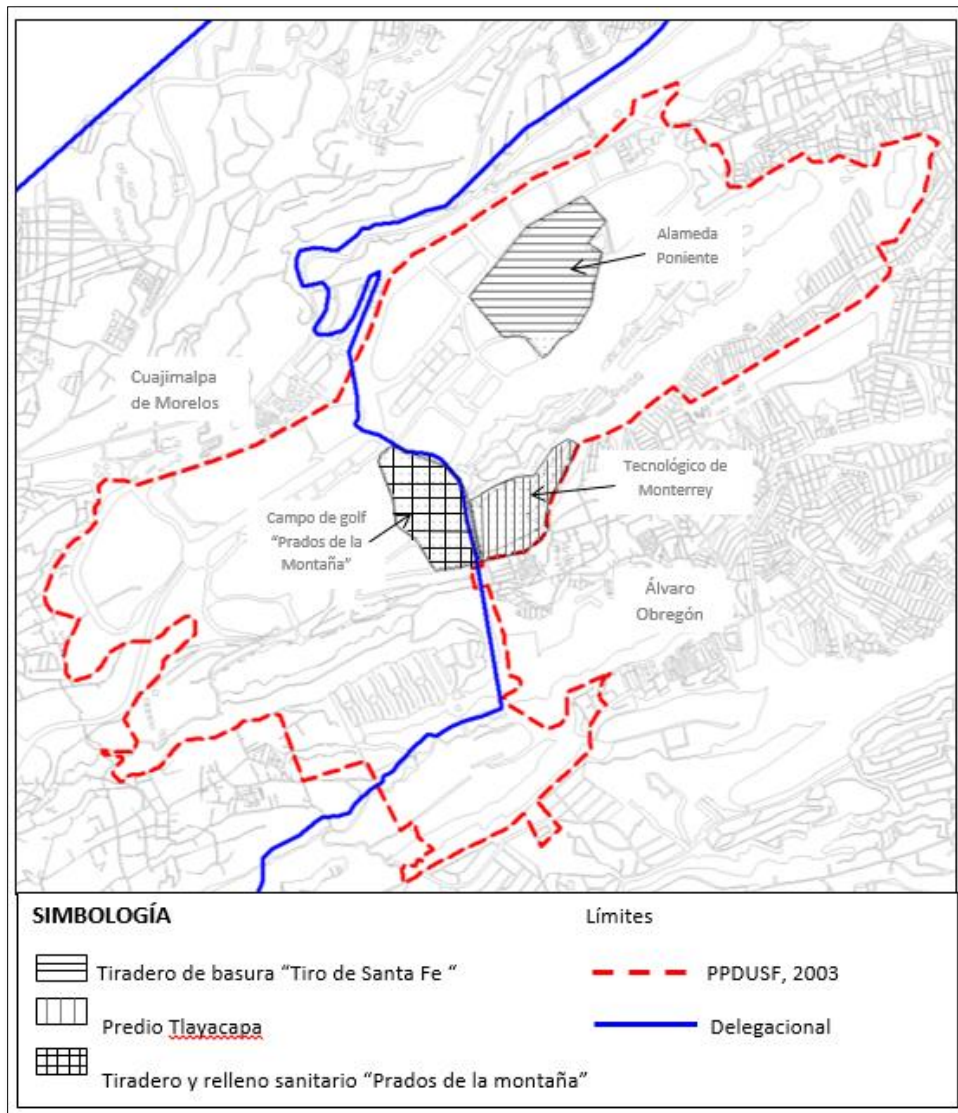 Alameda
Poniente
Cuajimalpa
de Morelos
Tecnológico de
Monterrey
Campo de golf
“Prados de la
Montaña”
Álvaro
Obregón
SIMBOLOGÍA
Límites
Tiradero de basura “Tiro de Santa Fe “
PPDUSF, 2003
Predio Tlayacapa
Delegacional
Tiradero y relleno sanitario “Prados de la montaña”